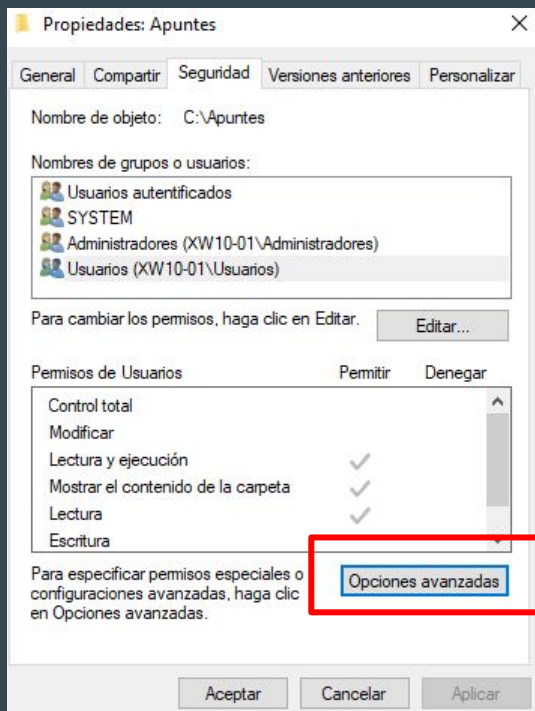 Propiedades: Apuntes
General Compartir Seguridad Versiones anteriores Personalizar
Nombre de objeto: C:\Apuntes
Nombres de grupos o usuarios:
Usuarios autentificados
SYSTEM
Administradores (XW10-01\Administradores)
Usuarios (XW10-01\Usuarios)
Para cambiar los permisos, haga clic en Editar. Editar...
Permisos de Usuarios Permitir Denegar
Control total
Modificar
Lectura y ejecución
Mostrar el contenido de la carpeta
Lectura
Escritura
Para especificar permisos especiales o
configuraciones avanzadas, haga clic
en Opciones avanzadas.
Opciones avanzadas
Aceptar Cancelar Aplicar